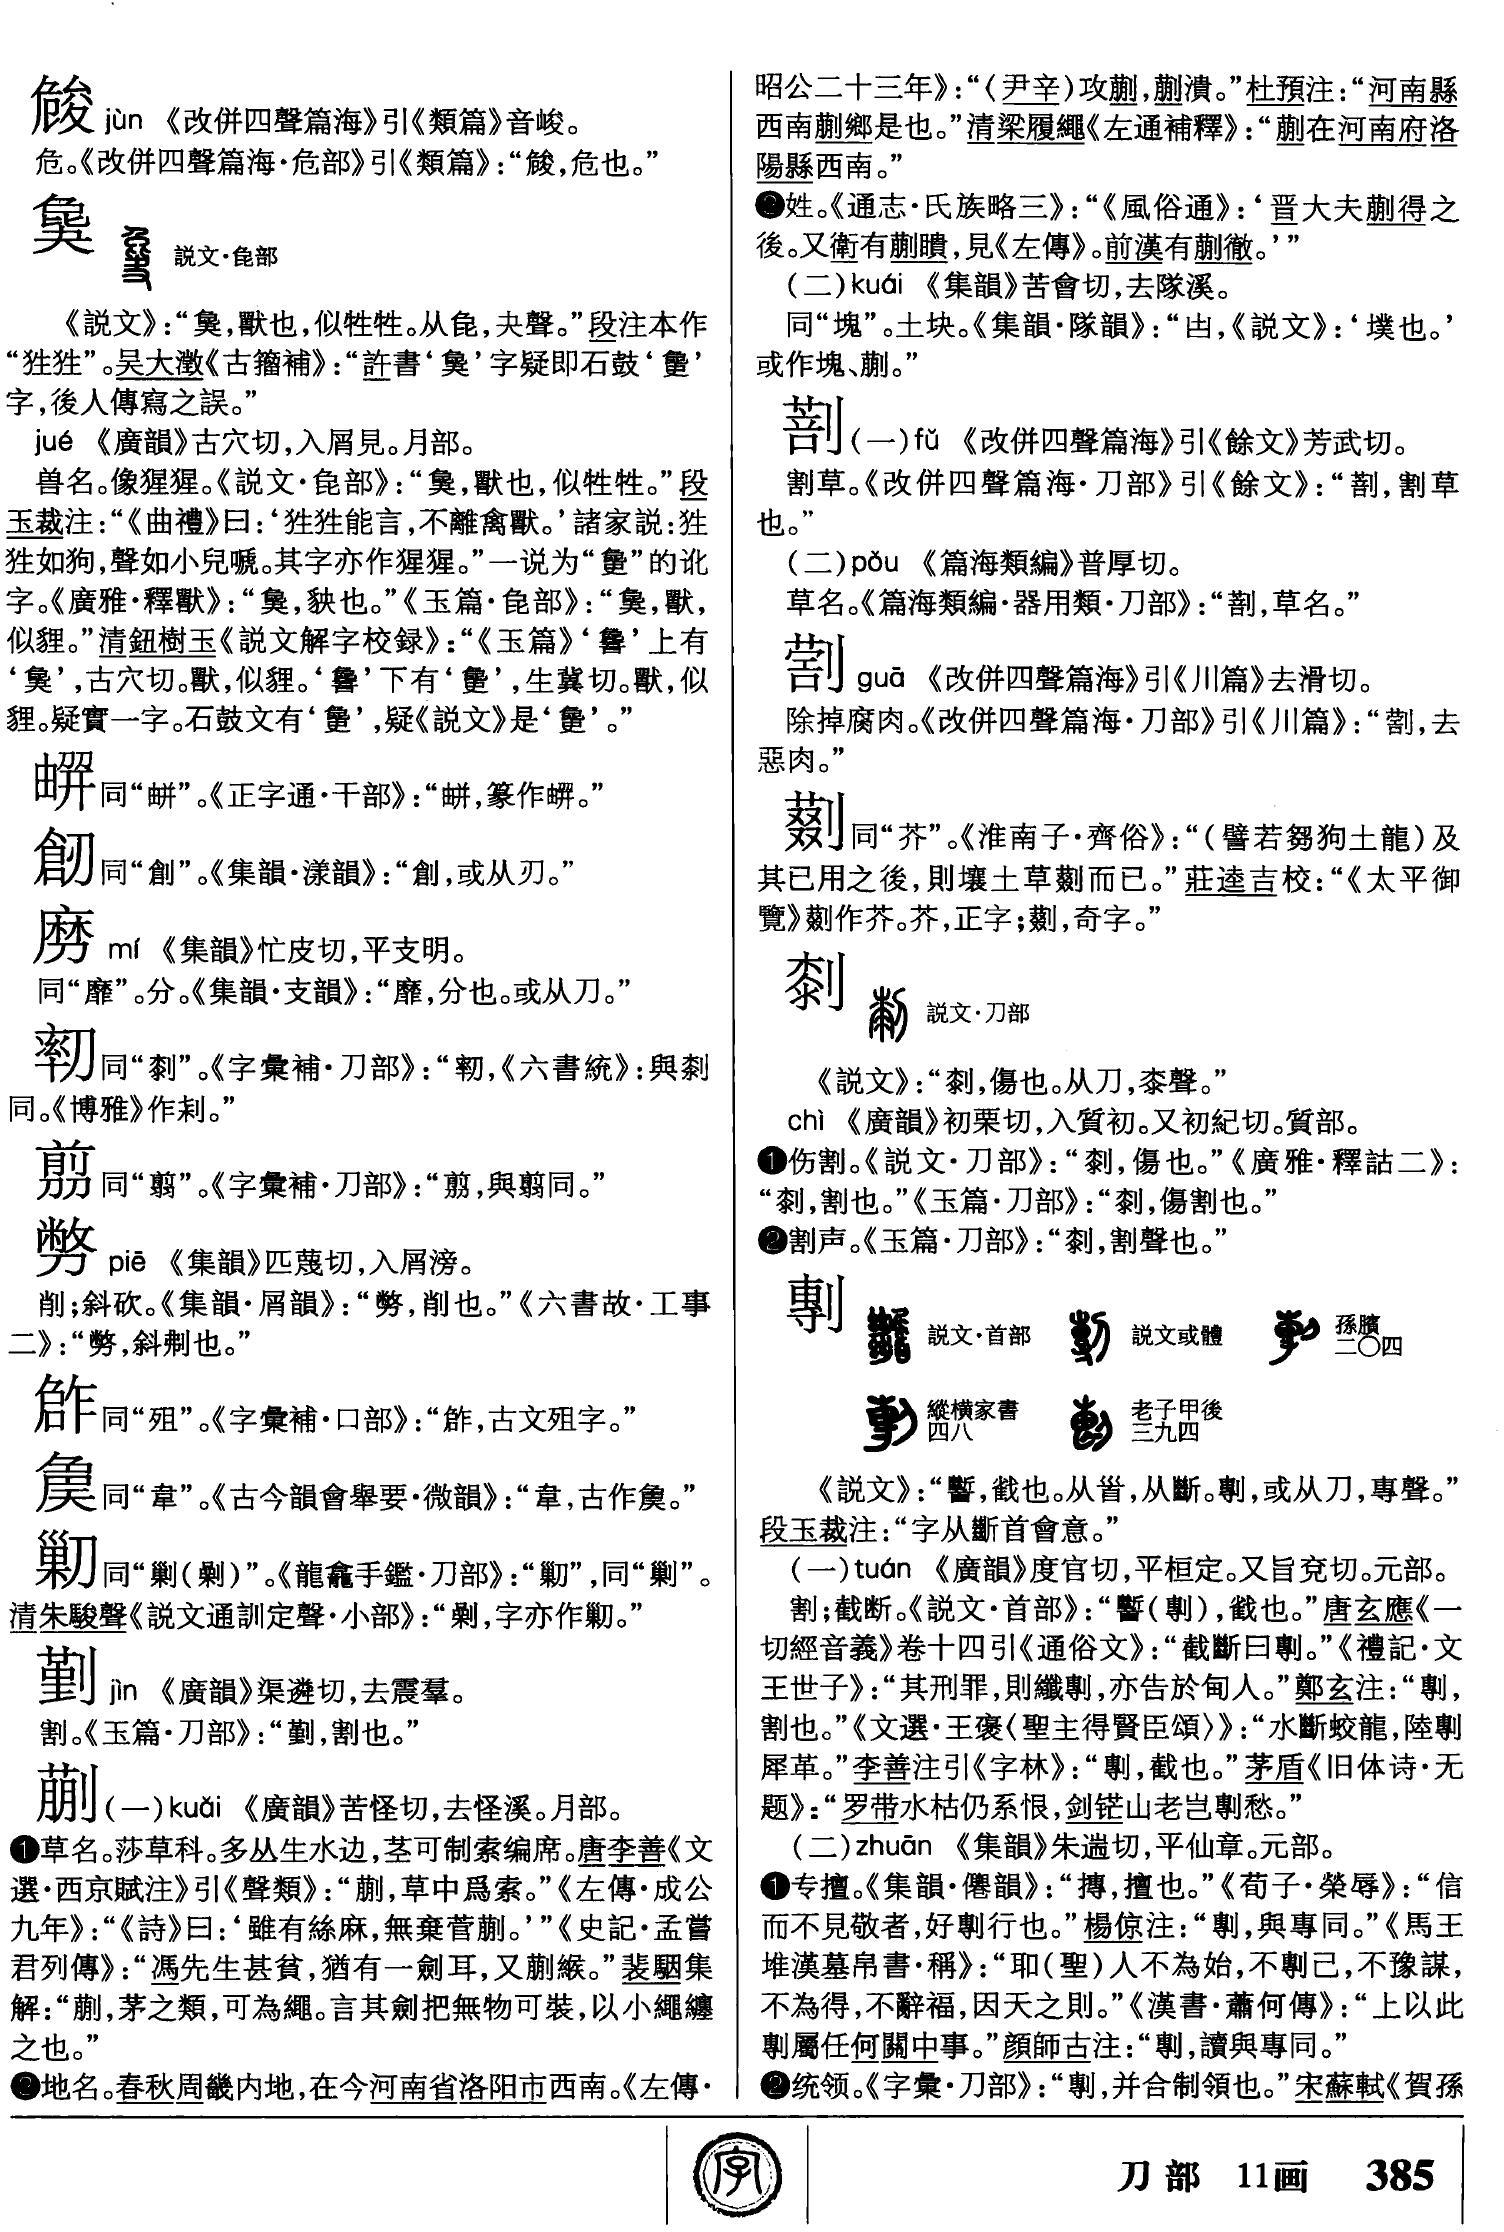 jùn 《改併四聲篇海》引《類篇》音峻。
危。《改併四聲篇海·危部》引《類篇》：“䬅，危也。”
㲋 説文·㲋部
《説文》：“，獸也，似牲牲。从㲋，夬聲。”段注本作
“狌狌”。吴大澂《古籀補》：“許書‘’字疑即石鼓‘’
字，後人傳寫之誤。”
jué 《廣韻》古穴切，入屑見。月部。
兽名。像猩猩。《説文·㲋部》：“，獸也，似牲牲。”段
玉裁注：“《曲禮》曰：‘狌狌能言，不離禽獸。’諸家説：狌
狌如狗，聲如小兒嗁。其字亦作猩猩。”一说为“”的讹
字。《廣雅·釋獸》：“，也。”《玉篇·㲋部》：“，獸，
似貍。”清鈕樹玉《説文解字校録》：“《玉篇》‘’上有
‘’，古穴切。獸，似貍。‘’下有‘’，生冀切。獸，似
貍。疑實一字。石鼓文有‘’，疑《説文》是‘’。”
同“”。《正字通·干部》：“，篆作。”
同“創”。《集韻·漾韻》：“創，或从刃。”
mí 《集韻》忙皮切，平支明。
同“”。分。《集韻·支韻》：“，分也。或从刀。”
同“剺”。《字彙補·刀部》：“，《六書統》：與
同。《博雅》作。”
同“翦”。《字彙補·刀部》：“，與翦同。”
piē 《集韻》匹蔑切，入屑滂。
削；斜砍。《集韻·屑韻》：“，削也。”《六書故·工事
二》：“，斜也。”
同“殂”。《字彙補·口部》：“，古文殂字。”
同“韋”。《古今韻會舉要·微韻》：“韋，古作。”
同“剿（剿）”。《龍龕手鑑·刀部》：“”，同“剿”。
清朱駿聲《説文通訓定聲·小部》：“剿，字亦作。”
jìn 《廣韻》渠遴切，去震羣。
割。《玉篇·刀部》：“，割也。”
蒯（一）kuǎi 《廣韻》苦怪切，去怪溪。月部。
❶草名。莎草科。多丛生水边，茎可制索编席。唐李善《文
選·西京賦注》引《聲類》：“蒯，草中爲索。”《左傳·成公
九年》：“《詩》曰：‘雖有絲麻，無棄菅蒯。’”《史記·孟嘗
君列傳》：“馮先生甚貧，猶有一劍耳，又蒯緱。”裴駰集
解：“蒯，茅之類，可為繩。言其劍把無物可裝，以小繩纏
之也。”
❷地名。春秋周畿内地，在今河南省洛阳市西南。《左傳·
昭公二十三年》：“（尹辛）攻蒯，蒯潰。”杜預注：“河南縣
西南蒯鄉是也。”清梁履繩《左通補釋》：“蒯在河南府洛
陽縣西南。”
❸姓。《通志·氏族略三》：“《風俗通》：‘晋大夫蒯得之
後。又衛有蒯聵，見《左傳》。前漢有蒯徹。’”
（二）kuái 《集韻》苦會切，去隊溪。
同“塊”。土块。《集韻·隊韻》：“凷，《説文》：‘墣也。’
或作塊、蒯。”
（一）fǔ 《改併四聲篇海》引《餘文》芳武切。
割草。《改併四聲篇海·刀部》引《餘文》：“，割草
也。”
（二）pǒu 《篇海類編》普厚切。
草名。《篇海類編·器用類·刀部》：“，草名。”
guā 《改併四聲篇海》引《川篇》去滑切。
除掉腐肉。《改併四聲篇海·刀部》引《川篇》：“，去
惡肉。”
同“芥”。《淮南子·齊俗》：“（譬若芻狗土龍）及
其已用之後，則壤土草而已。”莊逵吉校：“《太平御
覽》作芥。芥，正字；，奇字。”
㓼 説文·刀部
《説文》：“，傷也。从刀，桼聲。”
chì 《廣韻》初栗切，入質初。又初紀切。質部。
❶伤割。《説文·刀部》：“，傷也。”《廣雅·釋詁二》：
“，割也。”《玉篇·刀部》：“，傷割也。”
❷割声。《玉篇·刀部》：“，割聲也。”
剸 説文·首部 説文或體 孫臏二〇四
縱横家書四八 老子甲後三九四
《説文》：“，截也。从𦣻，从斷。剸，或从刀，專聲。”
段玉裁注：“字从斷首會意。”
（一）tuán 《廣韻》度官切，平桓定。又旨兗切。元部。
割；截断。《説文·首部》：“（剸），截也。”唐玄應《一
切經音義》卷十四引《通俗文》：“截斷曰剸。”《禮記·文
王世子》：“其刑罪，則纖剸，亦告於甸人。”鄭玄注：“剸，
割也。”《文選·王褒〈聖主得賢臣頌〉》：“水斷蛟龍，陸剸
犀革。”李善注引《字林》：“剸，截也。”茅盾《旧体诗·无
题》：“罗带水枯仍系恨，剑铓山老岂剸愁。”
（二）zhuān 《集韻》朱遄切，平仙章。元部。
❶专擅。《集韻·僊韻》：“摶，擅也。”《荀子·榮辱》：“信
而不見敬者，好剸行也。”楊倞注：“剸，與專同。”《馬王
堆漢墓帛書·稱》：“耶（聖）人不為始，不剸己，不豫謀，
不為得，不辭福，因天之則。”《漢書·蕭何傳》：“上以此
剸屬任何關中事。”顔師古注：“剸，讀與專同。”
❷统领。《字彙·刀部》：“剸，并合制領也。”宋蘇軾《賀孫
字 刀部 11画 385